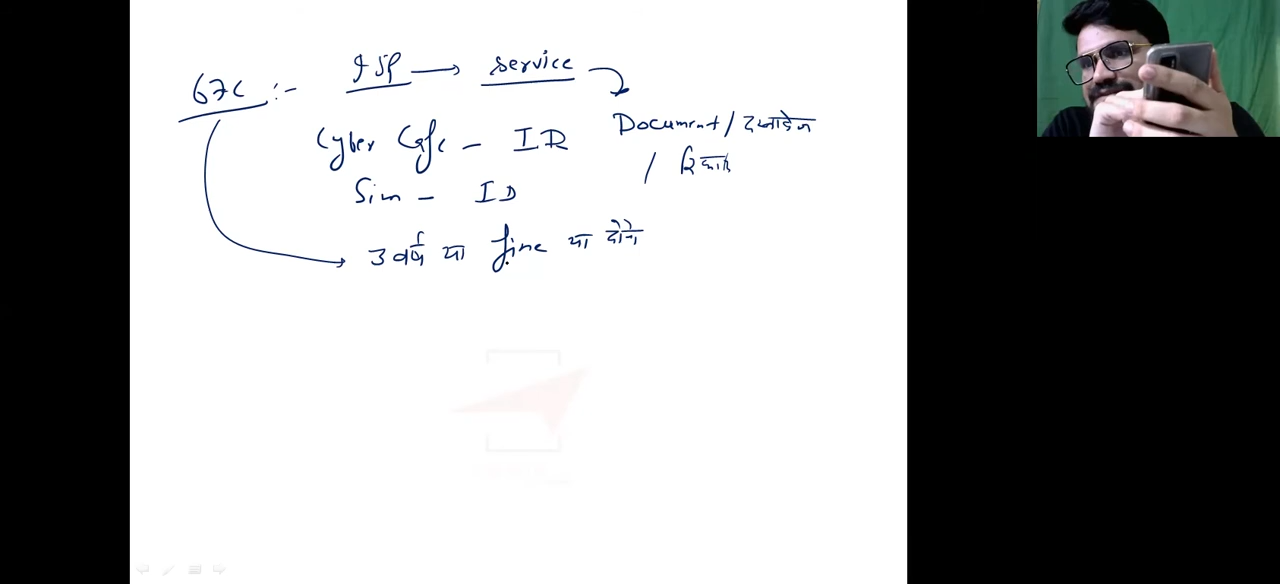 67C :- ISP → service
Document / दस्तावेज
Cyber Cafe - IR
/ रिकार्ड
Sim - ID
3 वर्ष या fine या दोनो